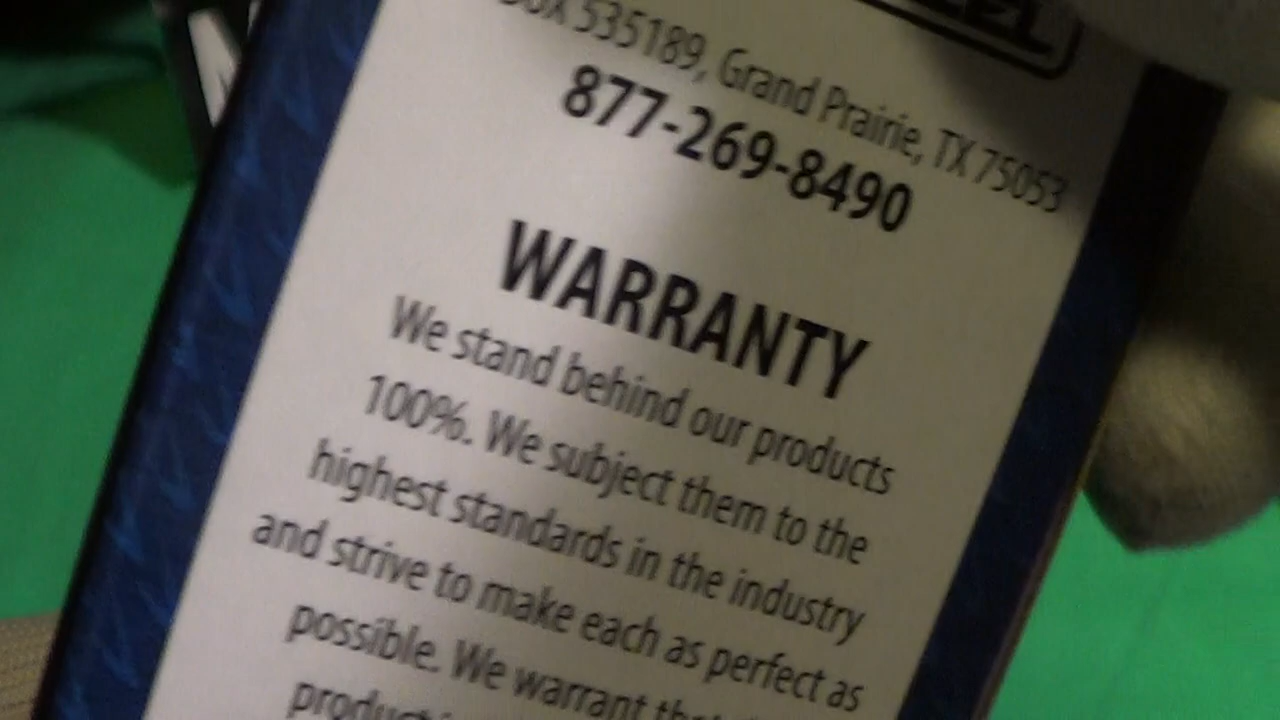 Box 535189, Grand Prairie, TX 75053
877-269-8490
WARRANTY
We stand behind our products
100%. We subject them to the
highest standards in the industry
and strive to make each as perfect as
possible. We warrant